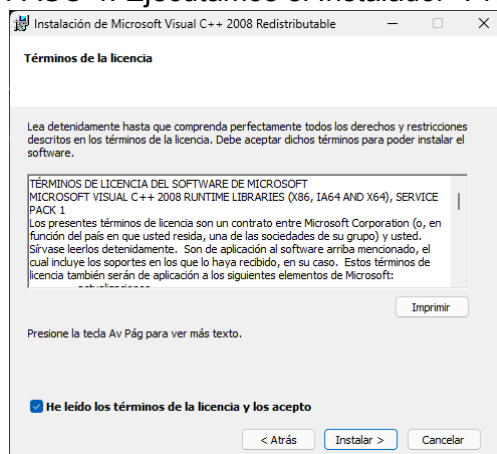 Instalación de Microsoft Visual C++ 2008 Redistributable
Términos de la licencia
Lea detenidamente hasta que comprenda perfectamente todos los derechos y restricciones
descritos en los términos de la licencia. Debe aceptar dichos términos para poder instalar el
software.
TÉRMINOS DE LICENCIA DEL SOFTWARE DE MICROSOFT
MICROSOFT VISUAL C++ 2008 RUNTIME LIBRARIES (X86, IA64 AND X64), SERVICE
PACK 1
Los presentes términos de licencia son un contrato entre Microsoft Corporation (o, en
función del país en que usted resida, una de las sociedades de su grupo) y usted.
Sírvase leerlos detenidamente. Son de aplicación al software arriba mencionado, el
cual incluye los soportes en los que lo haya recibido, en su caso. Estos términos de
licencia también serán de aplicación a los siguientes elementos de Microsoft:
Imprimir
Presione la tecla Av Pág para ver más texto.
He leído los términos de la licencia y los acepto
< Atrás Instalar > Cancelar